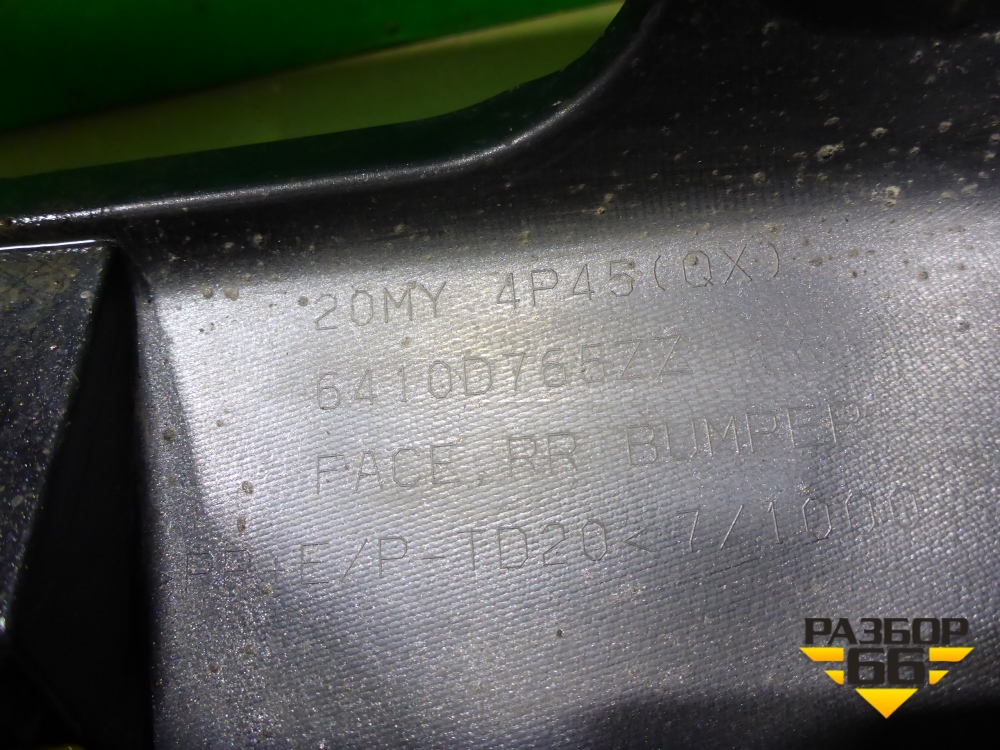 20MY 4P45(QX)
6410D765ZZ
FACE,RR BUMPER
PP+E/P-TD20< 7/1000
РАЗБОР
66